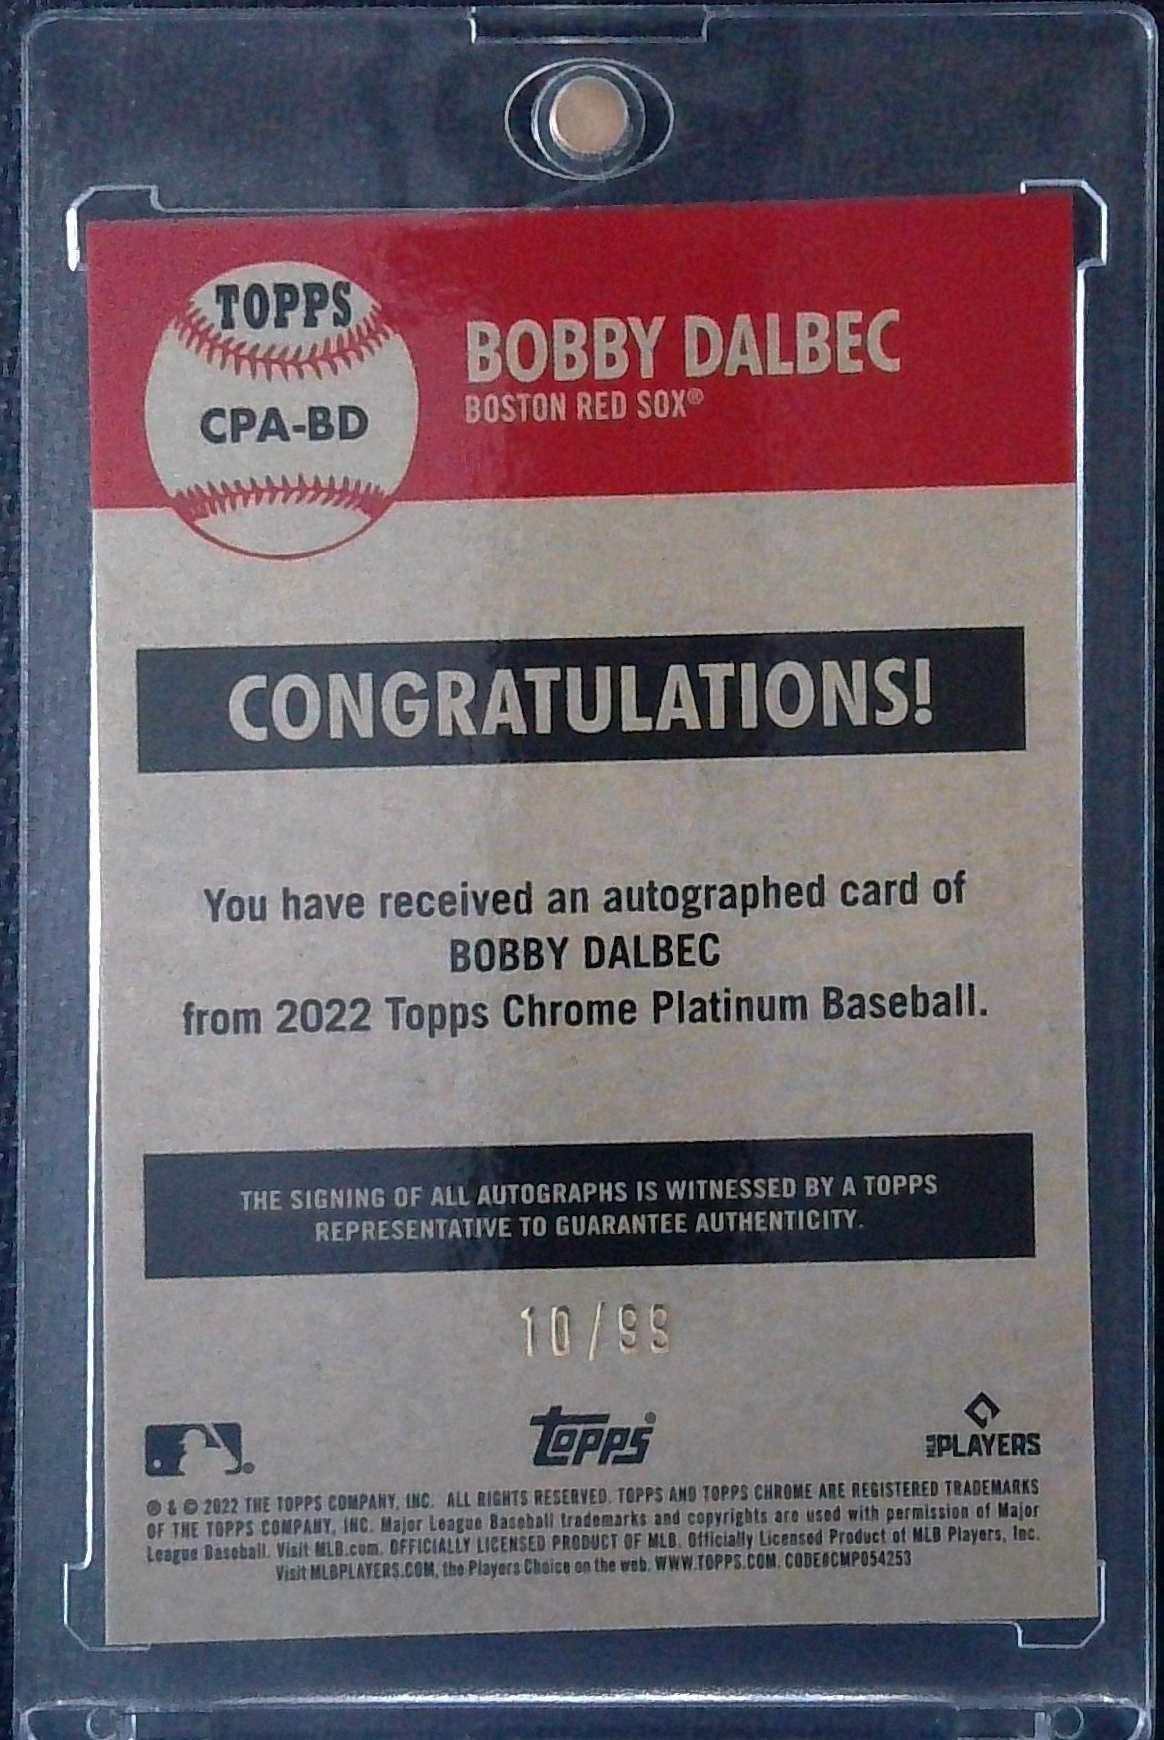 TOPPS
CPA-BD
BOBBY DALBEC
BOSTON RED SOX®
CONGRATULATIONS!
You have received an autographed card of
BOBBY DALBEC
from 2022 Topps Chrome Platinum Baseball.
THE SIGNING OF ALL AUTOGRAPHS IS WITNESSED BY A TOPPS
REPRESENTATIVE TO GUARANTEE AUTHENTICITY.
10/99
Topps
MLB PLAYERS
® & © 2022 THE TOPPS COMPANY, INC. ALL RIGHTS RESERVED. TOPPS AND TOPPS CHROME ARE REGISTERED TRADEMARKS
OF THE TOPPS COMPANY, INC. Major League Baseball trademarks and copyrights are used with permission of Major
League Baseball. Visit MLB.com. OFFICIALLY LICENSED PRODUCT OF MLB. Officially Licensed Product of MLB Players, Inc.
Visit MLBPLAYERS.COM, the Players Choice on the web. WWW.TOPPS.COM. CODE#CMP054253